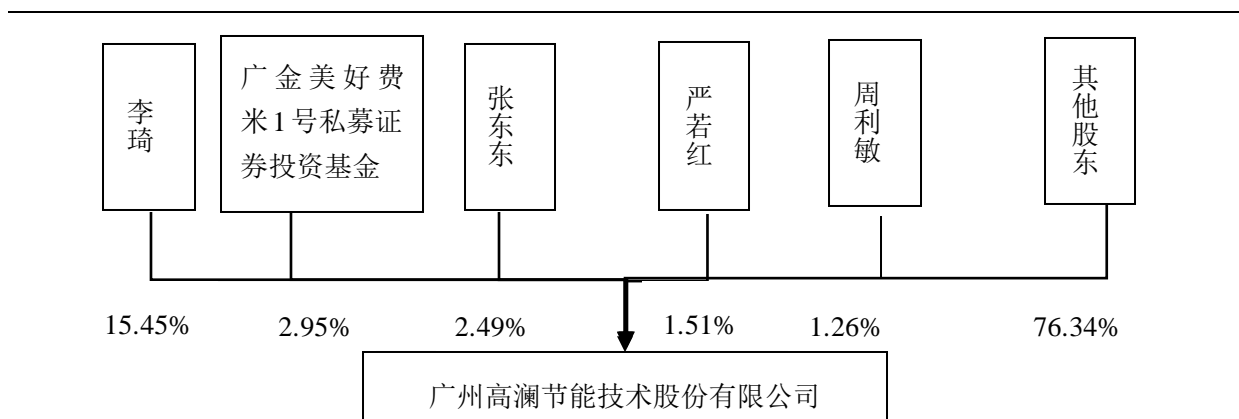 李琦
广金美好费
米1号私募证
券投资基金
张东东
严若红
周利敏
其他股东
15.45%
2.95%
2.49%
1.51%
1.26%
76.34%
广州高澜节能技术股份有限公司